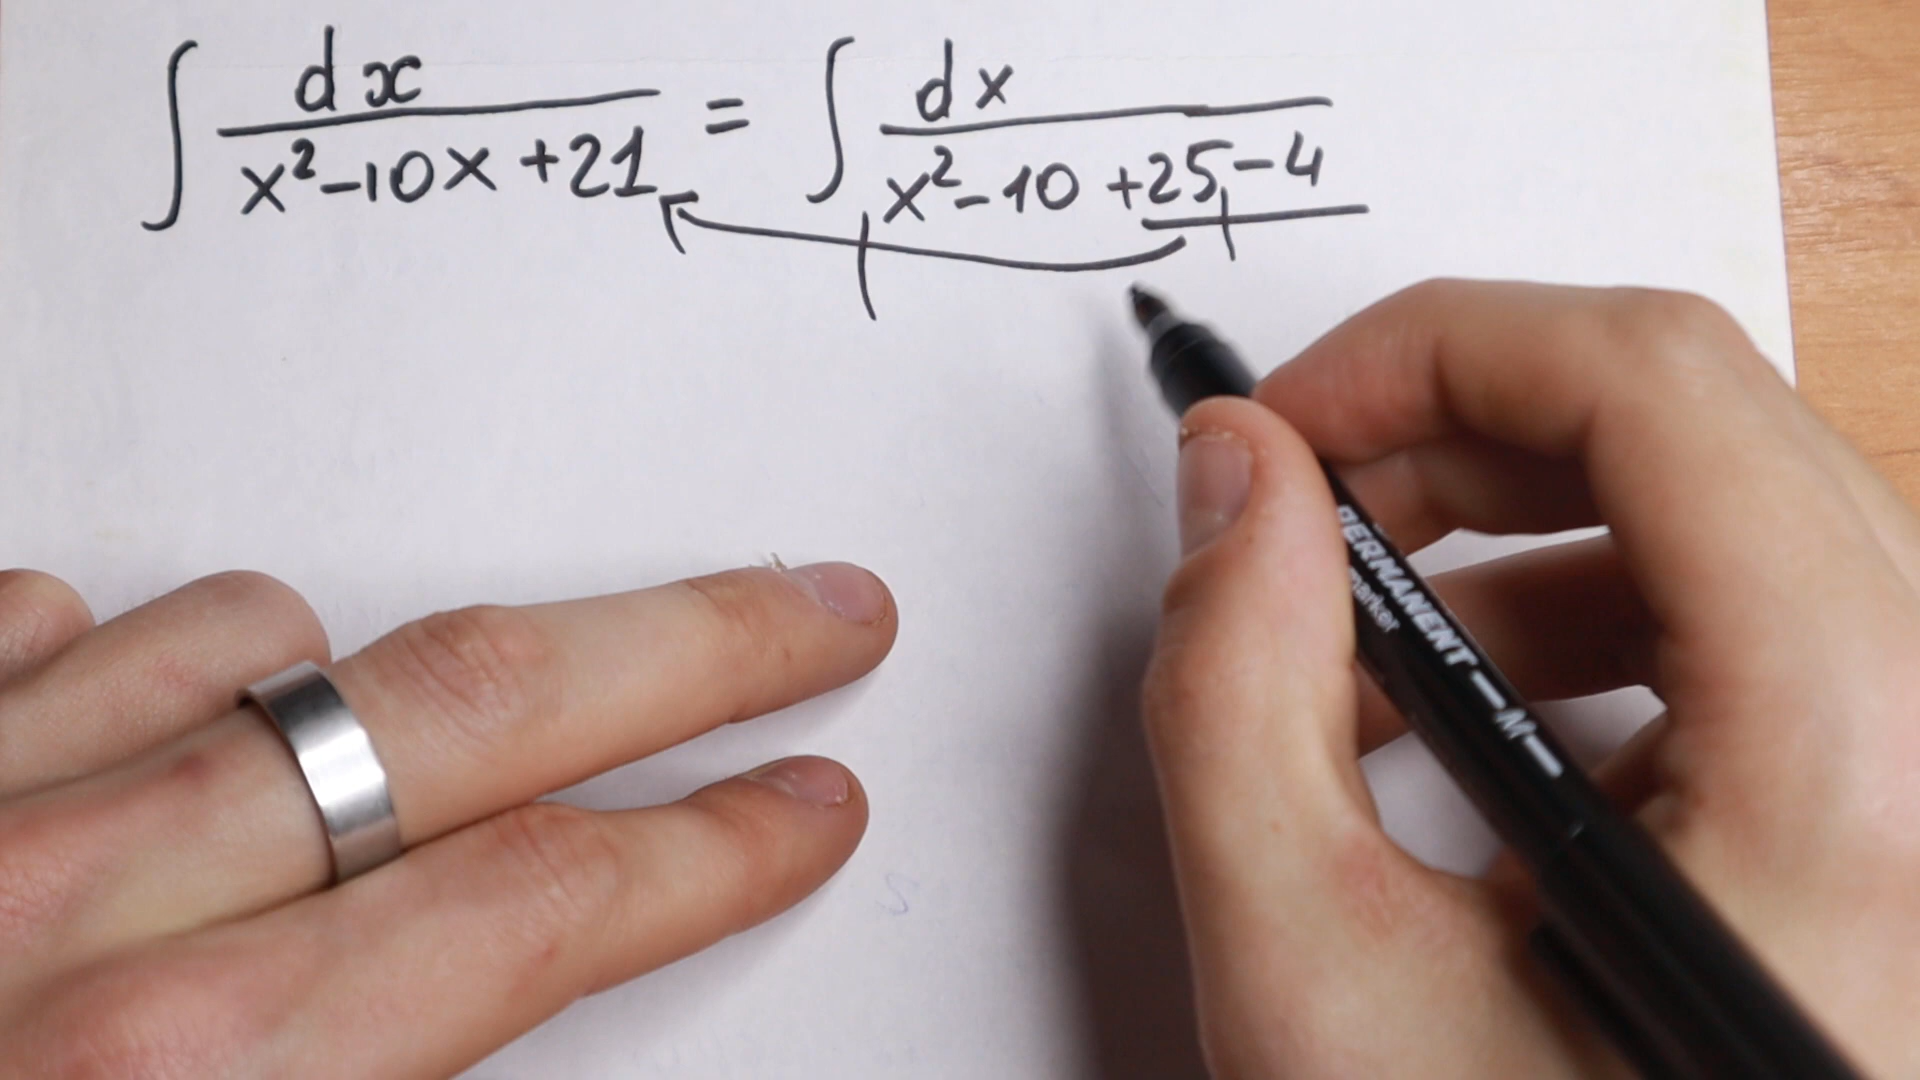 ∫ dx / (x² - 10x + 21) = ∫ dx / (x² - 10 + 25 - 4)
PERMANENT M
marker